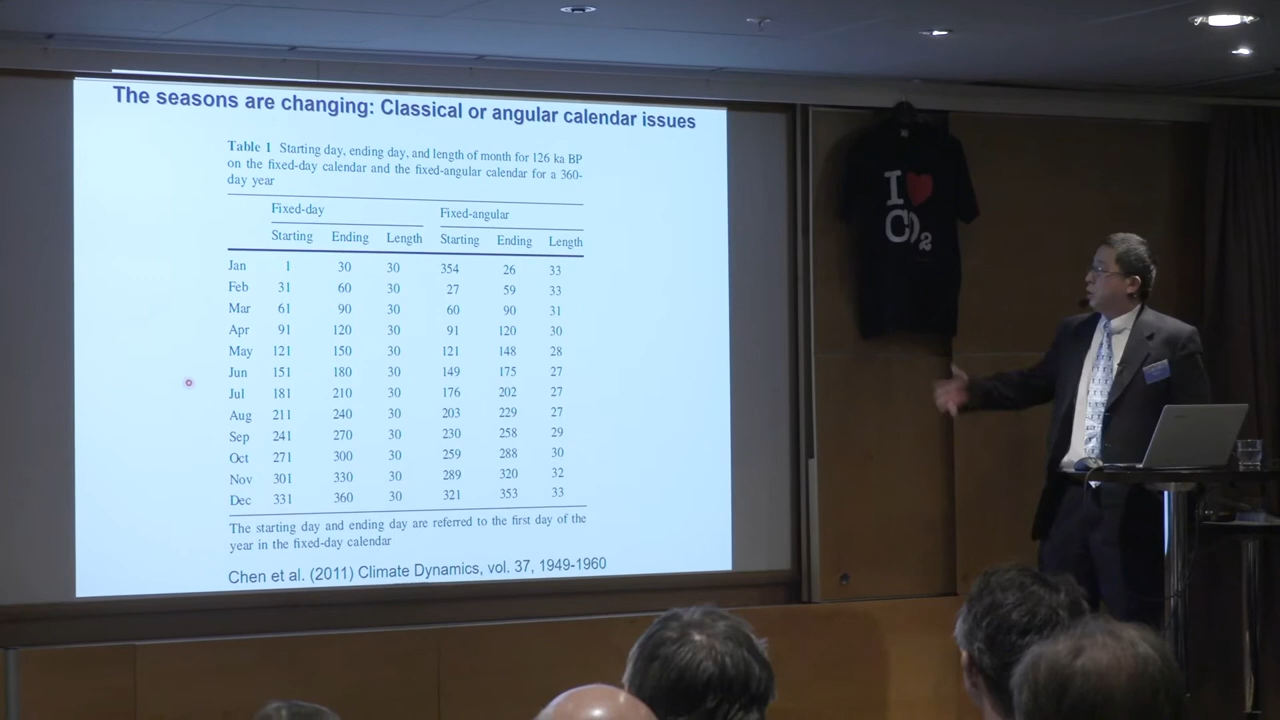 The seasons are changing: Classical or angular calendar issues
Table 1 Starting day, ending day, and length of month for 126 ka BP
on the fixed-day calendar and the fixed-angular calendar for a 360-
day year
Fixed-day Fixed-angular
Starting Ending Length Starting Ending Length
Jan 1 30 30 354 26 33
Feb 31 60 30 27 59 33
Mar 61 90 30 60 90 31
Apr 91 120 30 91 120 30
May 121 150 30 121 148 28
Jun 151 180 30 149 175 27
Jul 181 210 30 176 202 27
Aug 211 240 30 203 229 27
Sep 241 270 30 230 258 29
Oct 271 300 30 259 288 30
Nov 301 330 30 289 320 32
Dec 331 360 30 321 353 33
The starting day and ending day are referred to the first day of the
year in the fixed-day calendar
Chen et al. (2011) Climate Dynamics, vol. 37, 1949-1960
I ❤
CO2